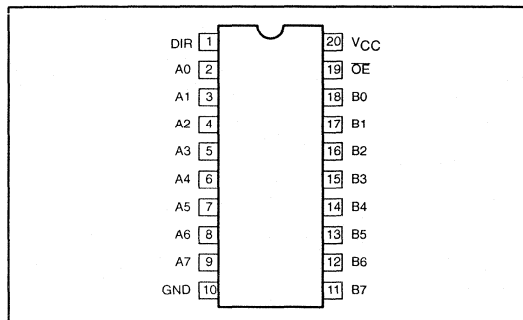 DIR 1 20 VCC
A0 2 19 O̅E̅
A1 3 18 B0
A2 4 17 B1
A3 5 16 B2
A4 6 15 B3
A5 7 14 B4
A6 8 13 B5
A7 9 12 B6
GND 10 11 B7